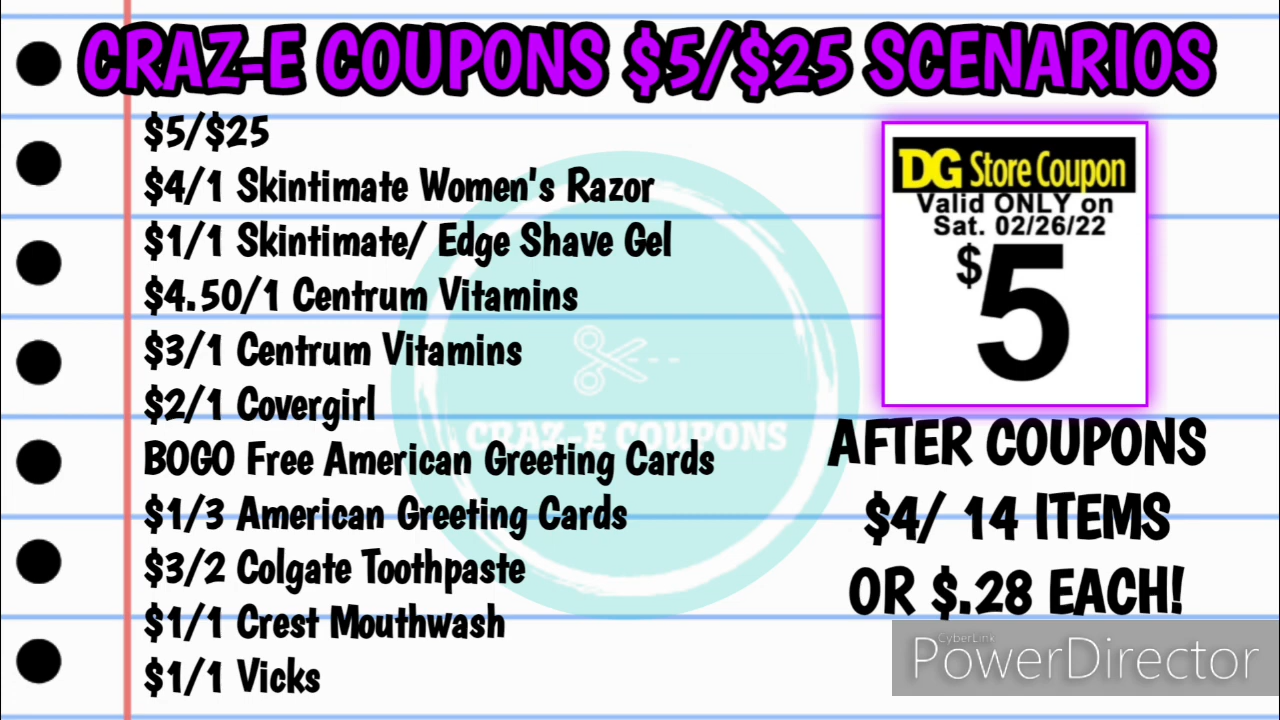 CRAZ-E COUPONS $5/$25 SCENARIOS
$5/$25
$4/1 Skintimate Women's Razor
$1/1 Skintimate/ Edge Shave Gel
$4.50/1 Centrum Vitamins
$3/1 Centrum Vitamins
$2/1 Covergirl
BOGO Free American Greeting Cards
$1/3 American Greeting Cards
$3/2 Colgate Toothpaste
$1/1 Crest Mouthwash
$1/1 Vicks
CRAZ-E COUPONS
DG Store Coupon
Valid ONLY on
Sat. 02/26/22
$5
AFTER COUPONS
$4/ 14 ITEMS
OR $.28 EACH!
CyberLink
PowerDirector